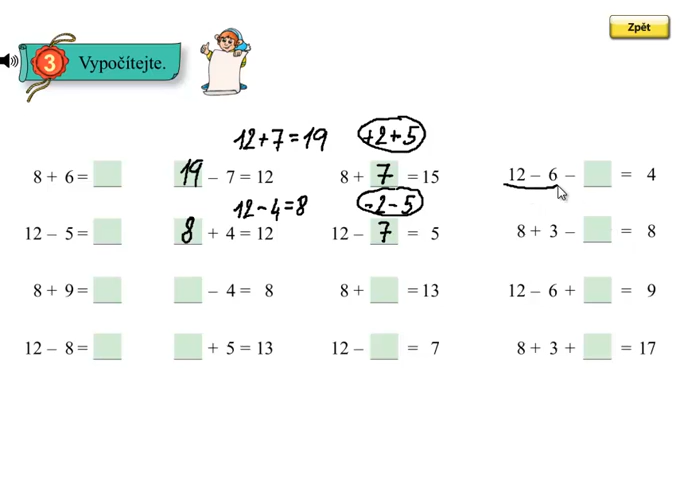 Zpět
3 Vypočítejte.
12+7=19 +2+5
8 + 6 = 19 – 7 = 12 8 + 7 = 15 12 – 6 – = 4
12-4=8 -2-5
12 – 5 = 8 + 4 = 12 12 – 7 = 5 8 + 3 – = 8
8 + 9 = – 4 = 8 8 + = 13 12 – 6 + = 9
12 – 8 = + 5 = 13 12 – = 7 8 + 3 + = 17